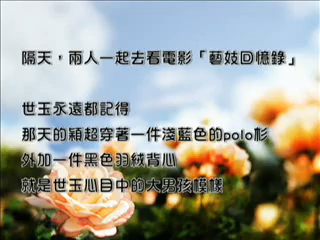 隔天，兩人一起去看電影「藝妓回憶錄」
世玉永遠都記得
那天的穎超穿著一件淺藍色的polo杉
外加一件黑色羽絨背心
就是世玉心目中的大男孩模樣